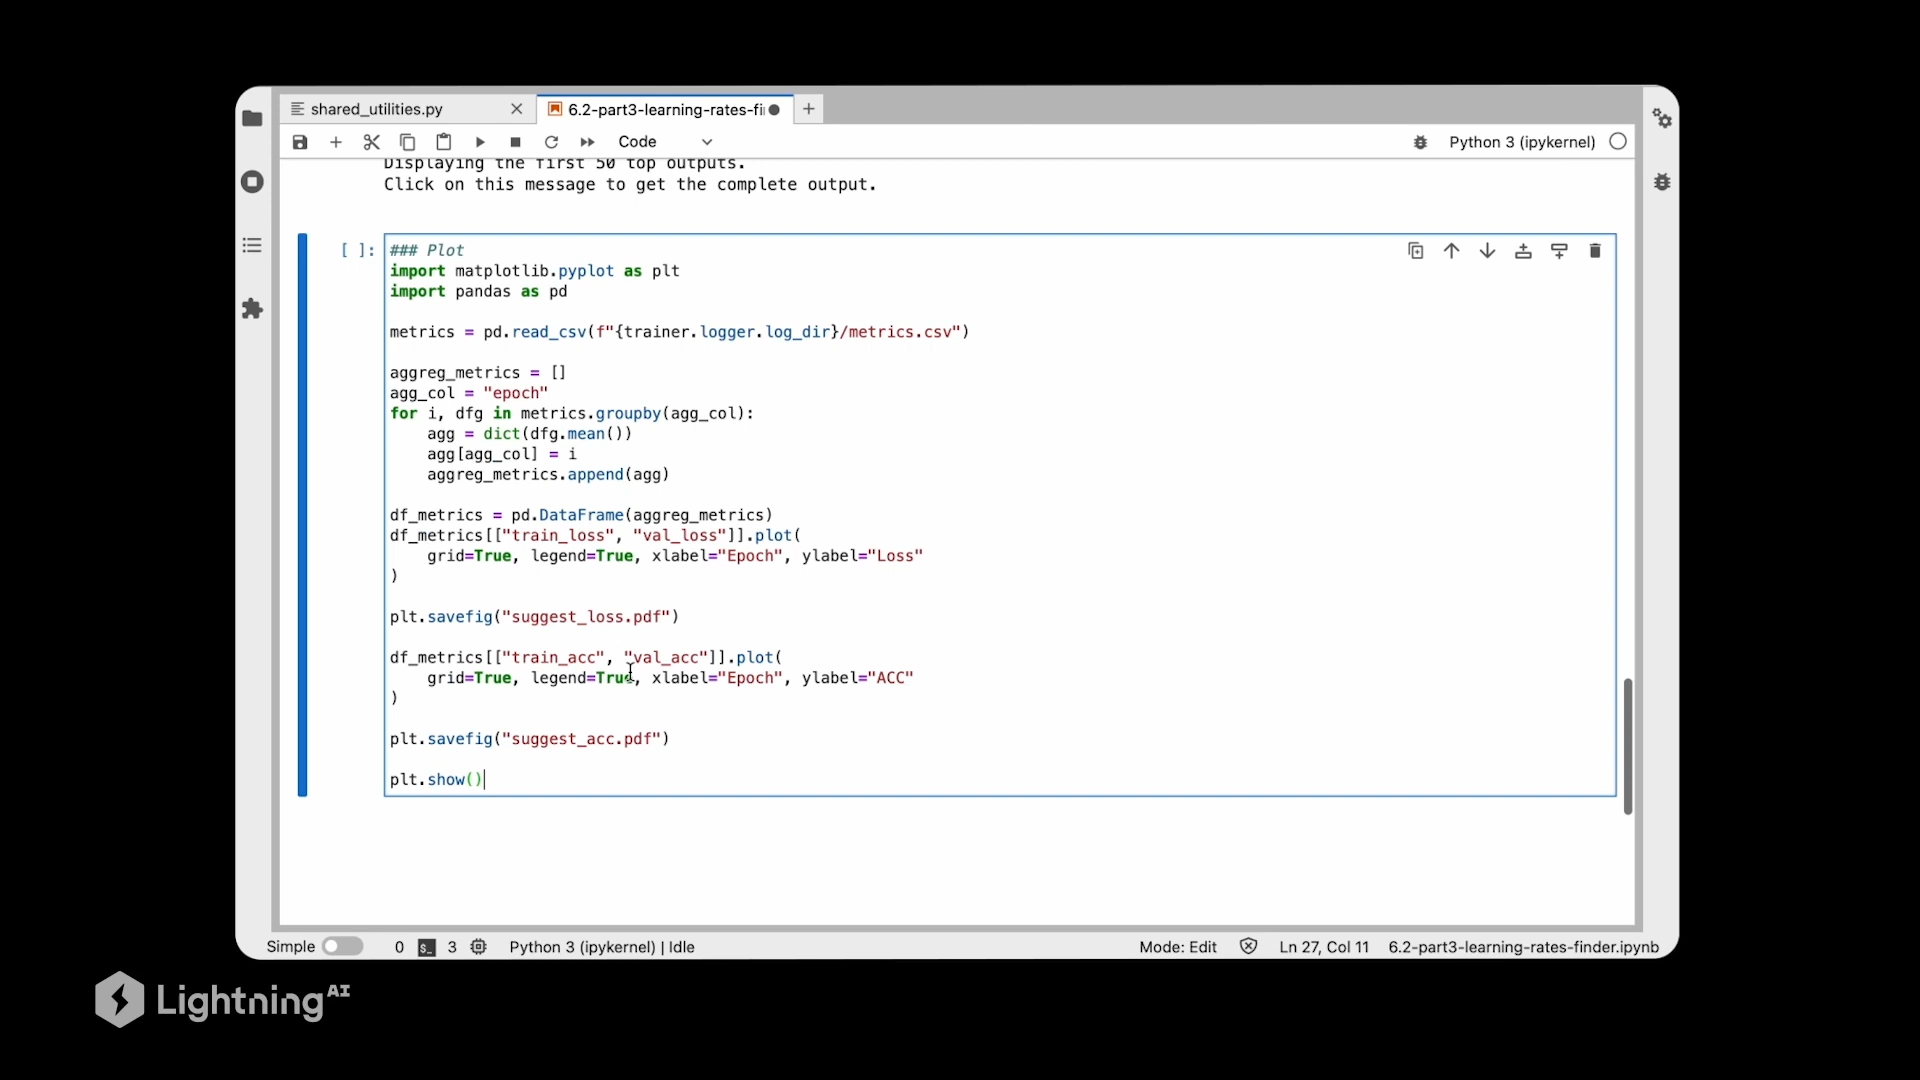 shared_utilities.py
6.2-part3-learning-rates-fi
Code
Python 3 (ipykernel)
Displaying the first 50 top outputs.
Click on this message to get the complete output.
[ ]:
### Plot
import matplotlib.pyplot as plt
import pandas as pd
metrics = pd.read_csv(f"{trainer.logger.log_dir}/metrics.csv")
aggreg_metrics = []
agg_col = "epoch"
for i, dfg in metrics.groupby(agg_col):
    agg = dict(dfg.mean())
    agg[agg_col] = i
    aggreg_metrics.append(agg)
df_metrics = pd.DataFrame(aggreg_metrics)
df_metrics[["train_loss", "val_loss"]].plot(
    grid=True, legend=True, xlabel="Epoch", ylabel="Loss"
)
plt.savefig("suggest_loss.pdf")
df_metrics[["train_acc", "val_acc"]].plot(
    grid=True, legend=True, xlabel="Epoch", ylabel="ACC"
)
plt.savefig("suggest_acc.pdf")
plt.show()
Simple 0 $_ 3 Python 3 (ipykernel) | Idle Mode: Edit Ln 27, Col 11 6.2-part3-learning-rates-finder.ipynb
Lightning AI